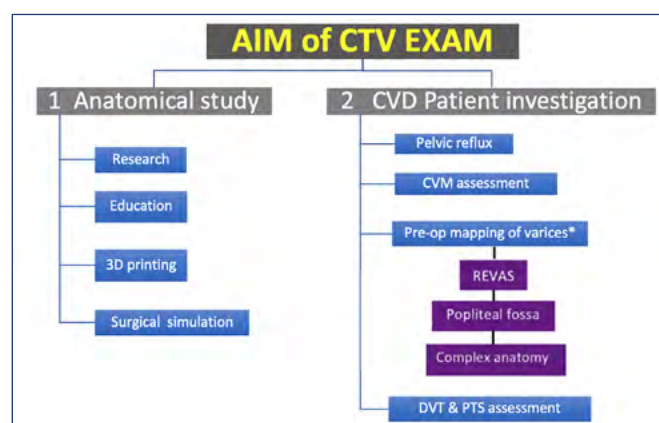 AIM of CTV EXAM
1 Anatomical study
Research
Education
3D printing
Surgical simulation
2 CVD Patient investigation
Pelvic reflux
CVM assessment
Pre-op mapping of varices*
REVAS
Popliteal fossa
Complex anatomy
DVT & PTS assessment